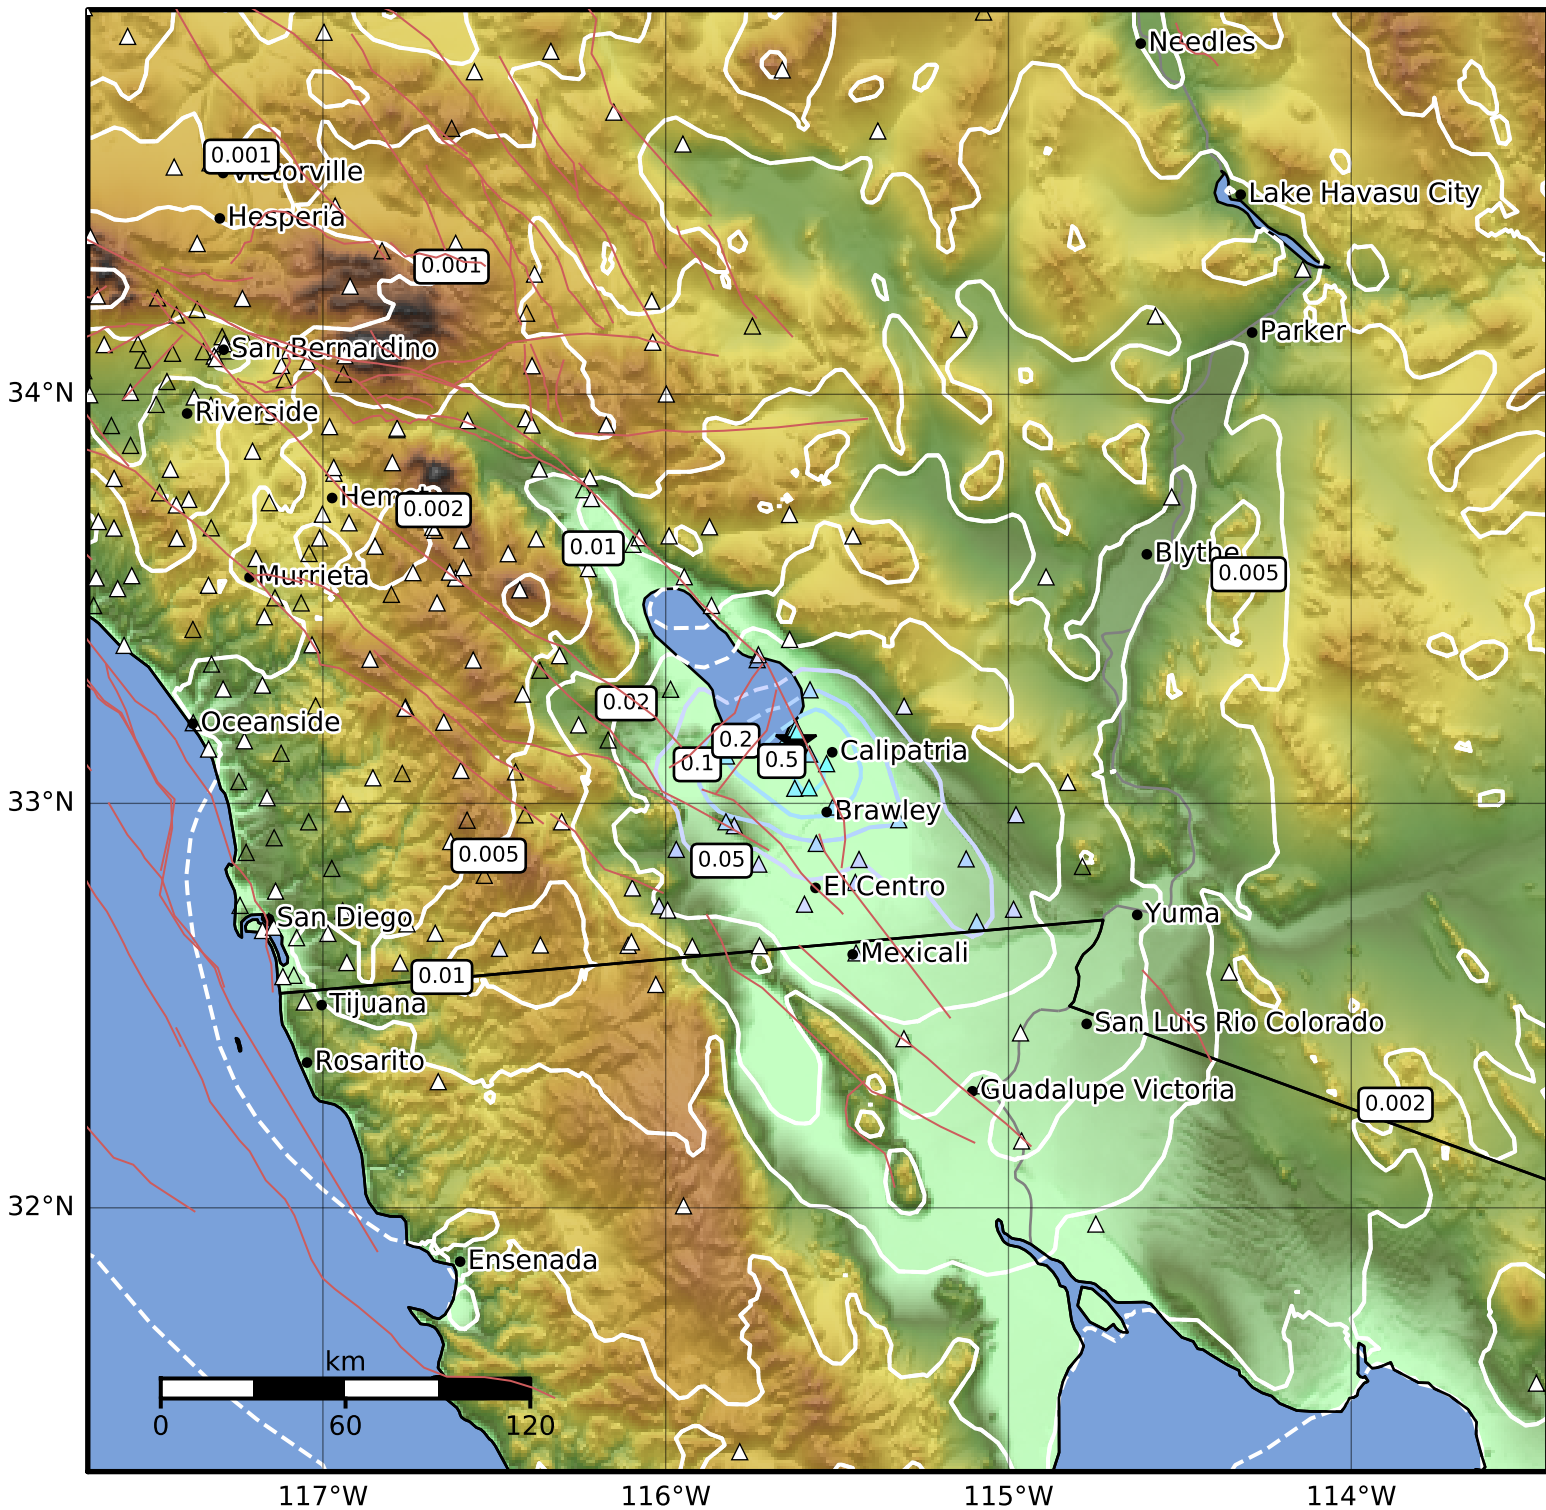 Needles
0.001
Victorville
Lake Havasu City
Hesperia
0.001
Parker
San Bernardino
34°N
Riverside
Hemet
0.002
0.01
Blythe
0.005
Murrieta
0.02
Oceanside
0.2
Calipatria
0.1
0.5
33°N
Brawley
0.005
0.05
El Centro
San Diego
Yuma
Mexicali
0.01
Tijuana
San Luis Rio Colorado
Rosarito
Guadalupe Victoria
0.002
32°N
Ensenada
km
0 60 120
117°W 116°W 115°W 114°W